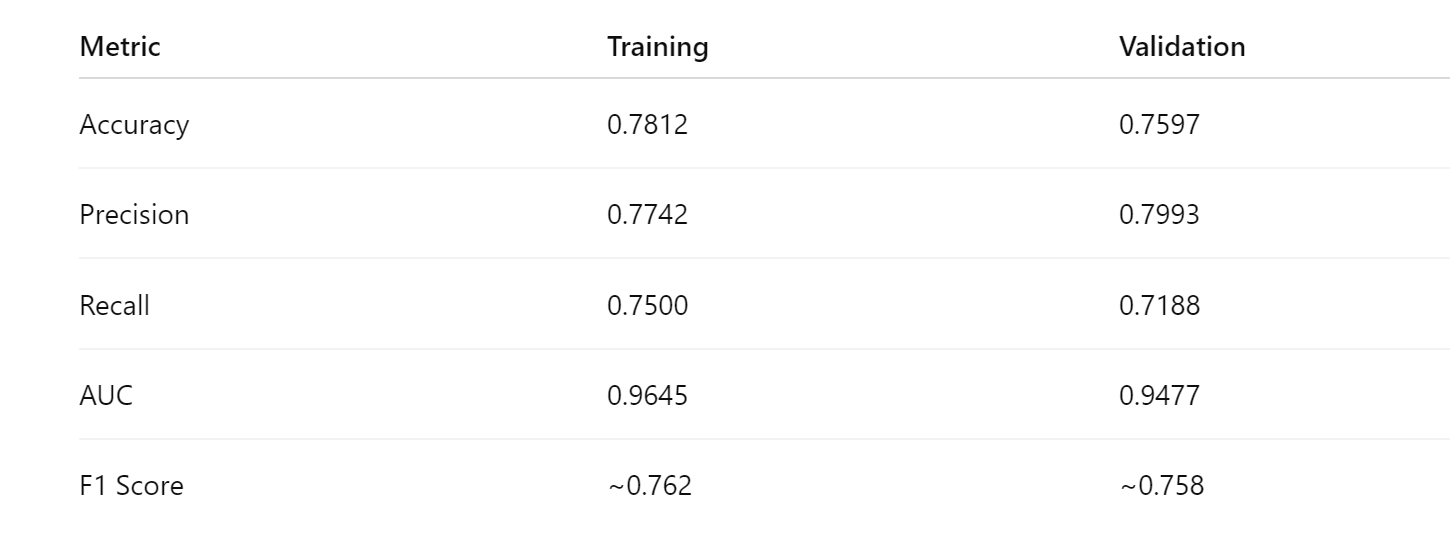 Metric Training Validation
Accuracy 0.7812 0.7597
Precision 0.7742 0.7993
Recall 0.7500 0.7188
AUC 0.9645 0.9477
F1 Score ~0.762 ~0.758